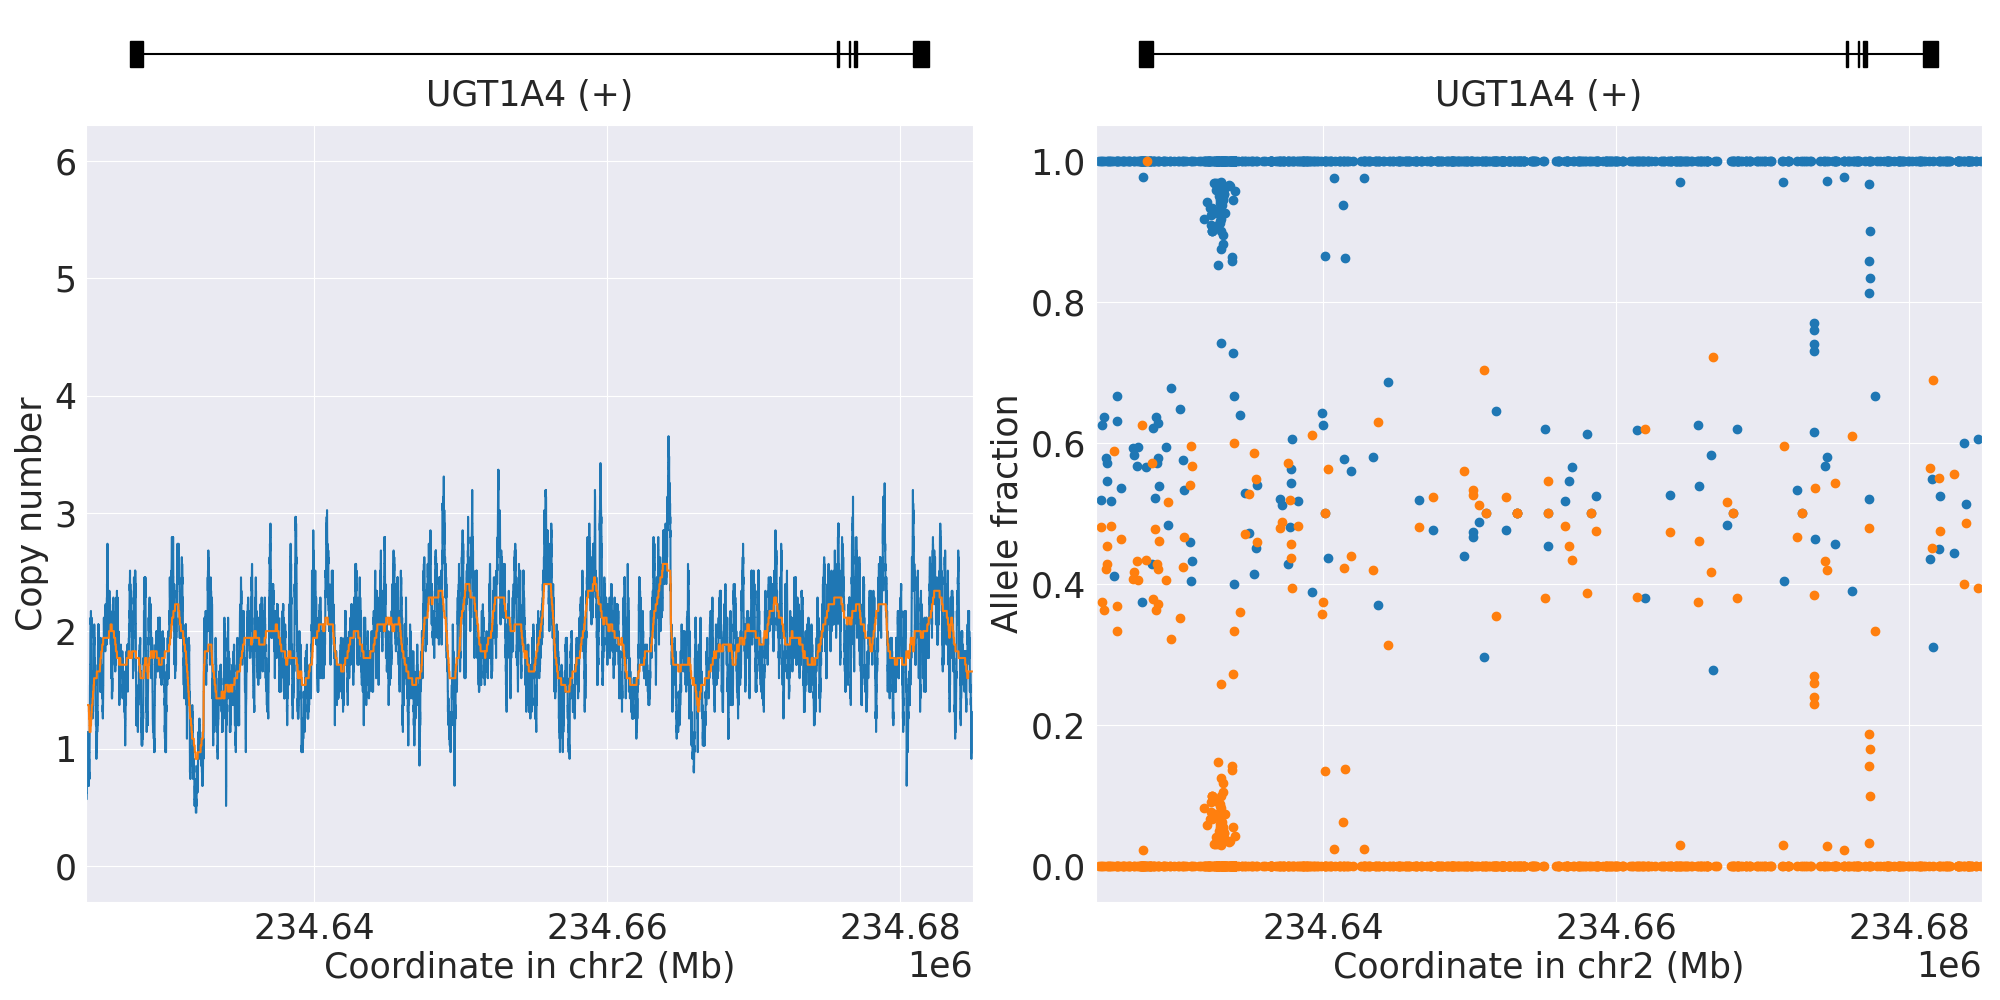 UGT1A4 (+)
6
5
4
3
2
1
0
Copy number
234.64
234.66
234.68
Coordinate in chr2 (Mb)
1e6
UGT1A4 (+)
1.0
0.8
0.6
0.4
0.2
0.0
Allele fraction
234.64
234.66
234.68
Coordinate in chr2 (Mb)
1e6